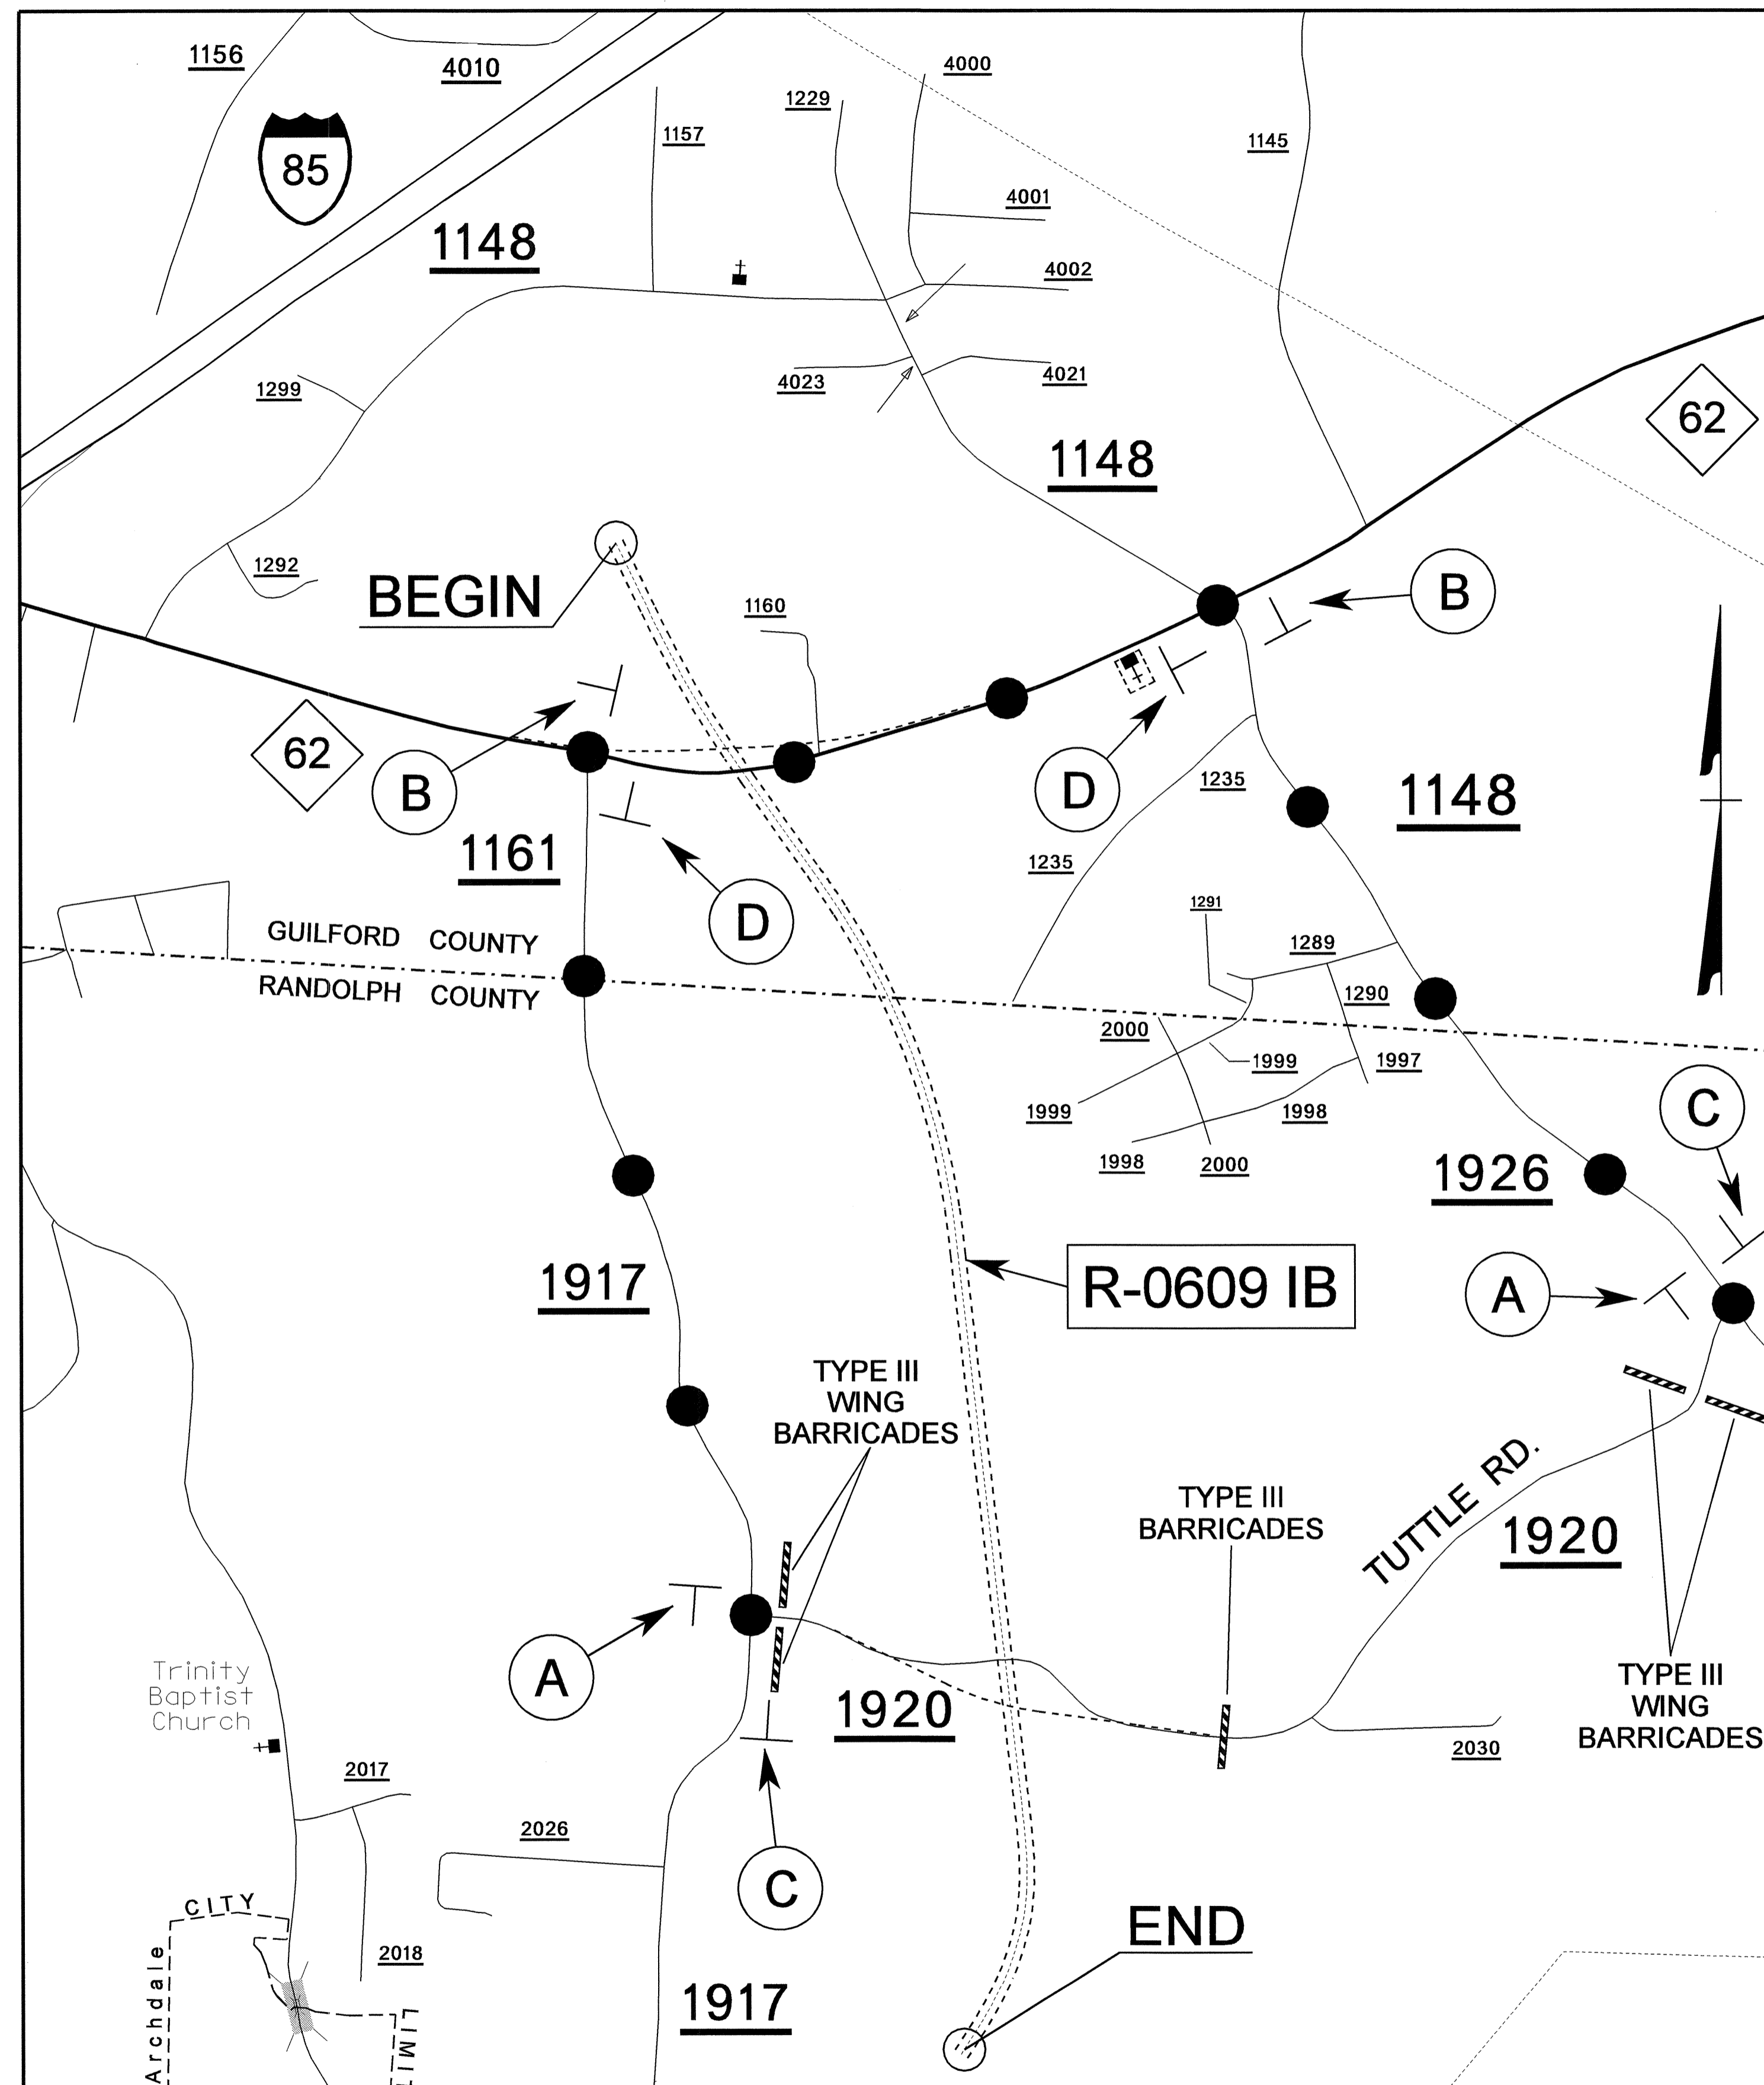 1156
4010
4000
1229
1157
1145
85
4001
1148
4002
4023
4021
1299
62
1148
1292
BEGIN
B
1160
62
B
D
1235
1148
1161
1235
D
1291
GUILFORD COUNTY
1289
RANDOLPH COUNTY
1290
2000
1999
1997
C
1999
1998
1998
2000
1926
1917
R-0609 IB
A
TYPE III
WING
BARRICADES
TUTTLE RD.
TYPE III
BARRICADES
1920
A
Trinity
Baptist
Church
1920
TYPE III
WING
BARRICADES
2030
2017
2026
C
CITY
END
2018
Archdale
LIMIT
1917